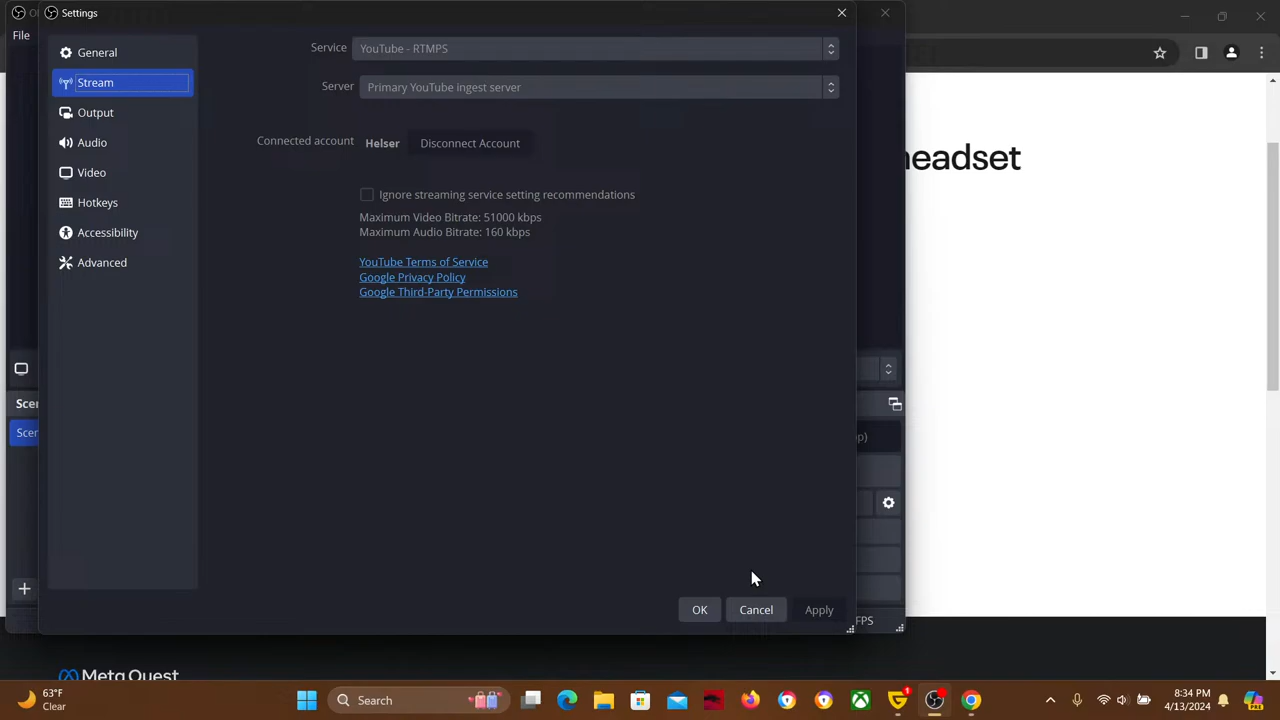 Settings
File
General
Stream
Output
Audio
Video
Hotkeys
Accessibility
Advanced
Service
YouTube - RTMPS
Server
Primary YouTube ingest server
Connected account
Helser
Disconnect Account
Ignore streaming service setting recommendations
Maximum Video Bitrate: 51000 kbps
Maximum Audio Bitrate: 160 kbps
YouTube Terms of Service
Google Privacy Policy
Google Third-Party Permissions
OK
Cancel
Apply
headset
FPS
Meta Quest
63°F
Clear
Search
8:34 PM
4/13/2024